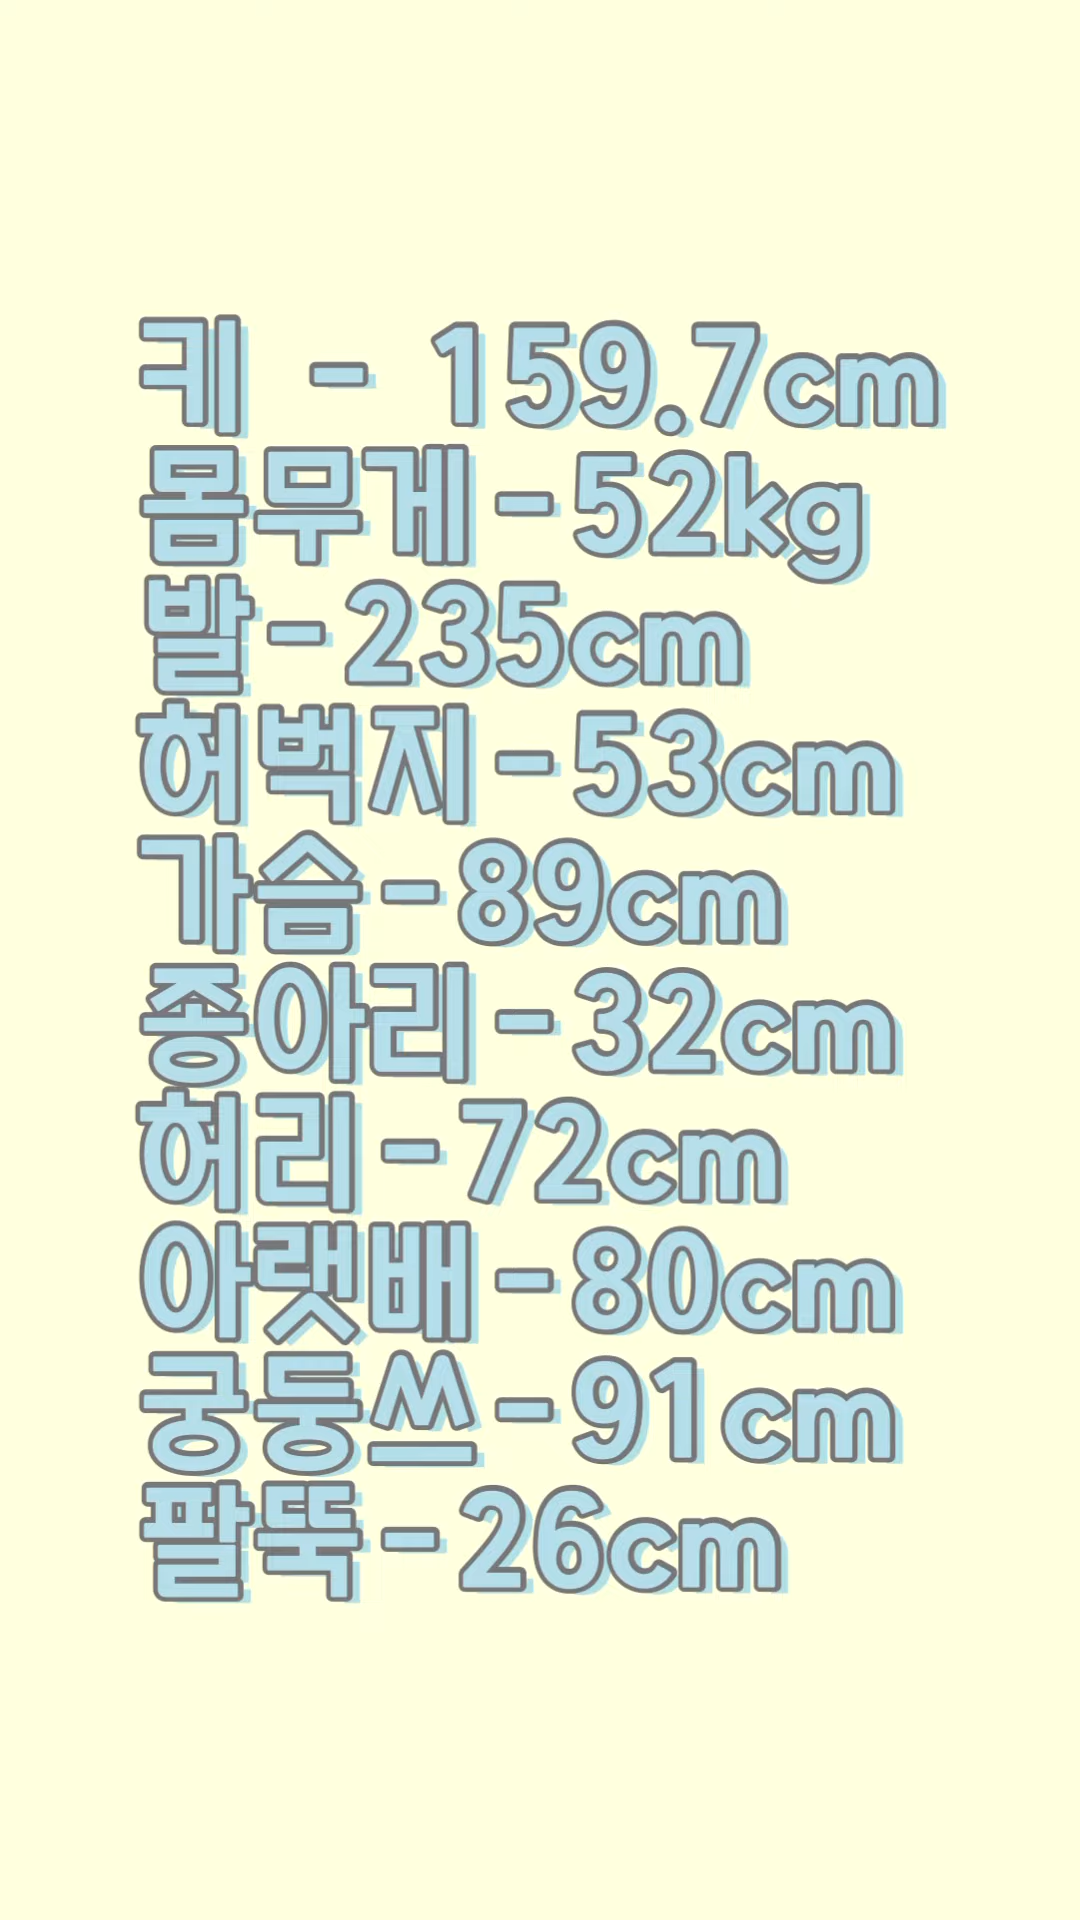 키 - 159.7cm
몸무게-52kg
발-235cm
허벅지-53cm
가슴-89cm
종아리-32cm
허리-72cm
아랫배-80cm
궁둥쓰-91cm
팔뚝-26cm